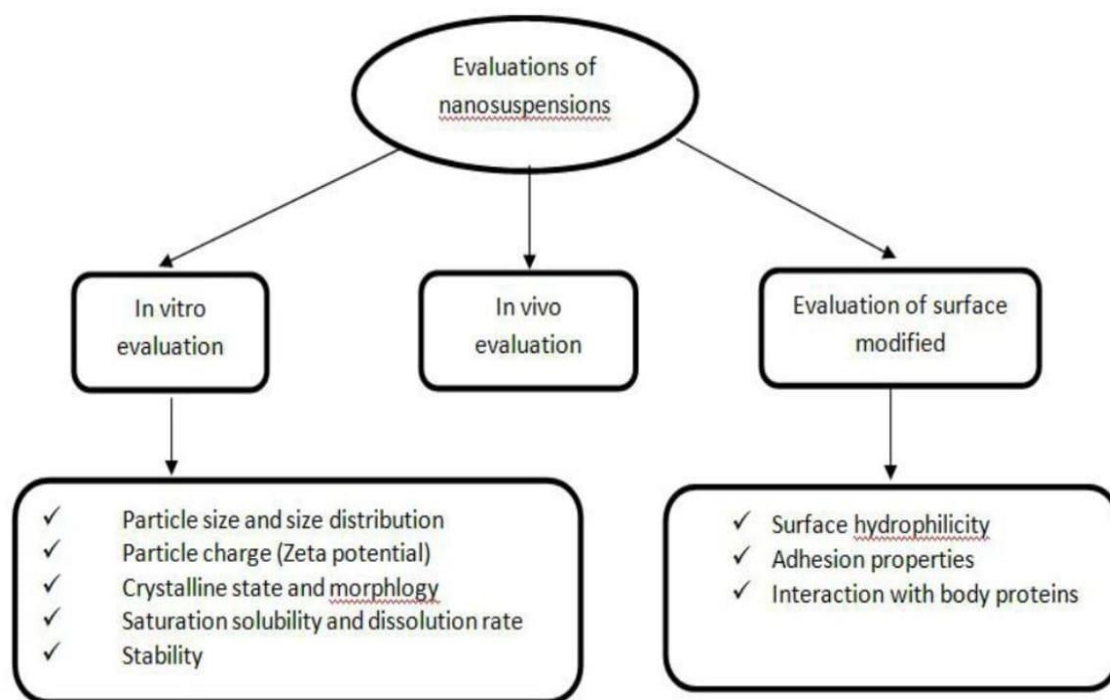 Evaluations of
nanosuspensions
In vitro
evaluation
In vivo
evaluation
Evaluation of surface
modified
✓ Particle size and size distribution
✓ Particle charge (Zeta potential)
✓ Crystalline state and morphlogy
✓ Saturation solubility and dissolution rate
✓ Stability
✓ Surface hydrophilicity
✓ Adhesion properties
✓ Interaction with body proteins